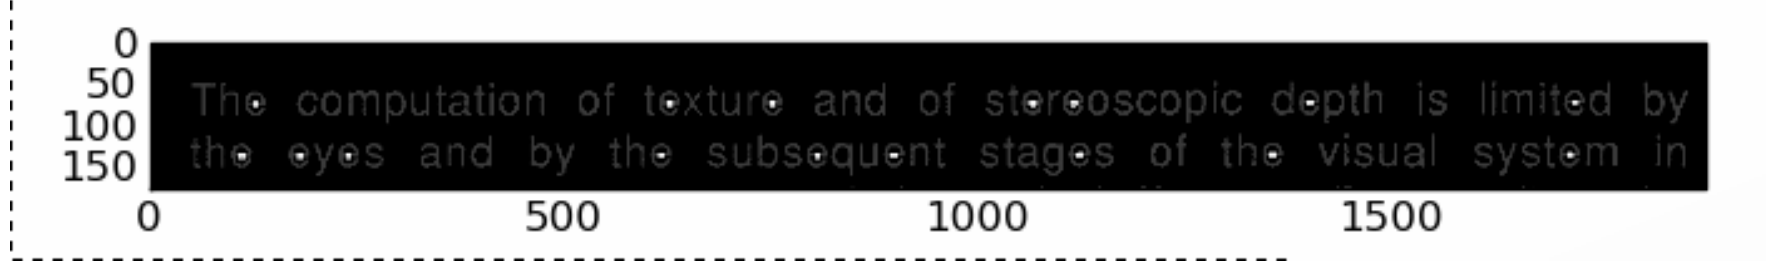 0
50
100
150
The computation of texture and of stereoscopic depth is limited by
the eyes and by the subsequent stages of the visual system in
0 500 1000 1500